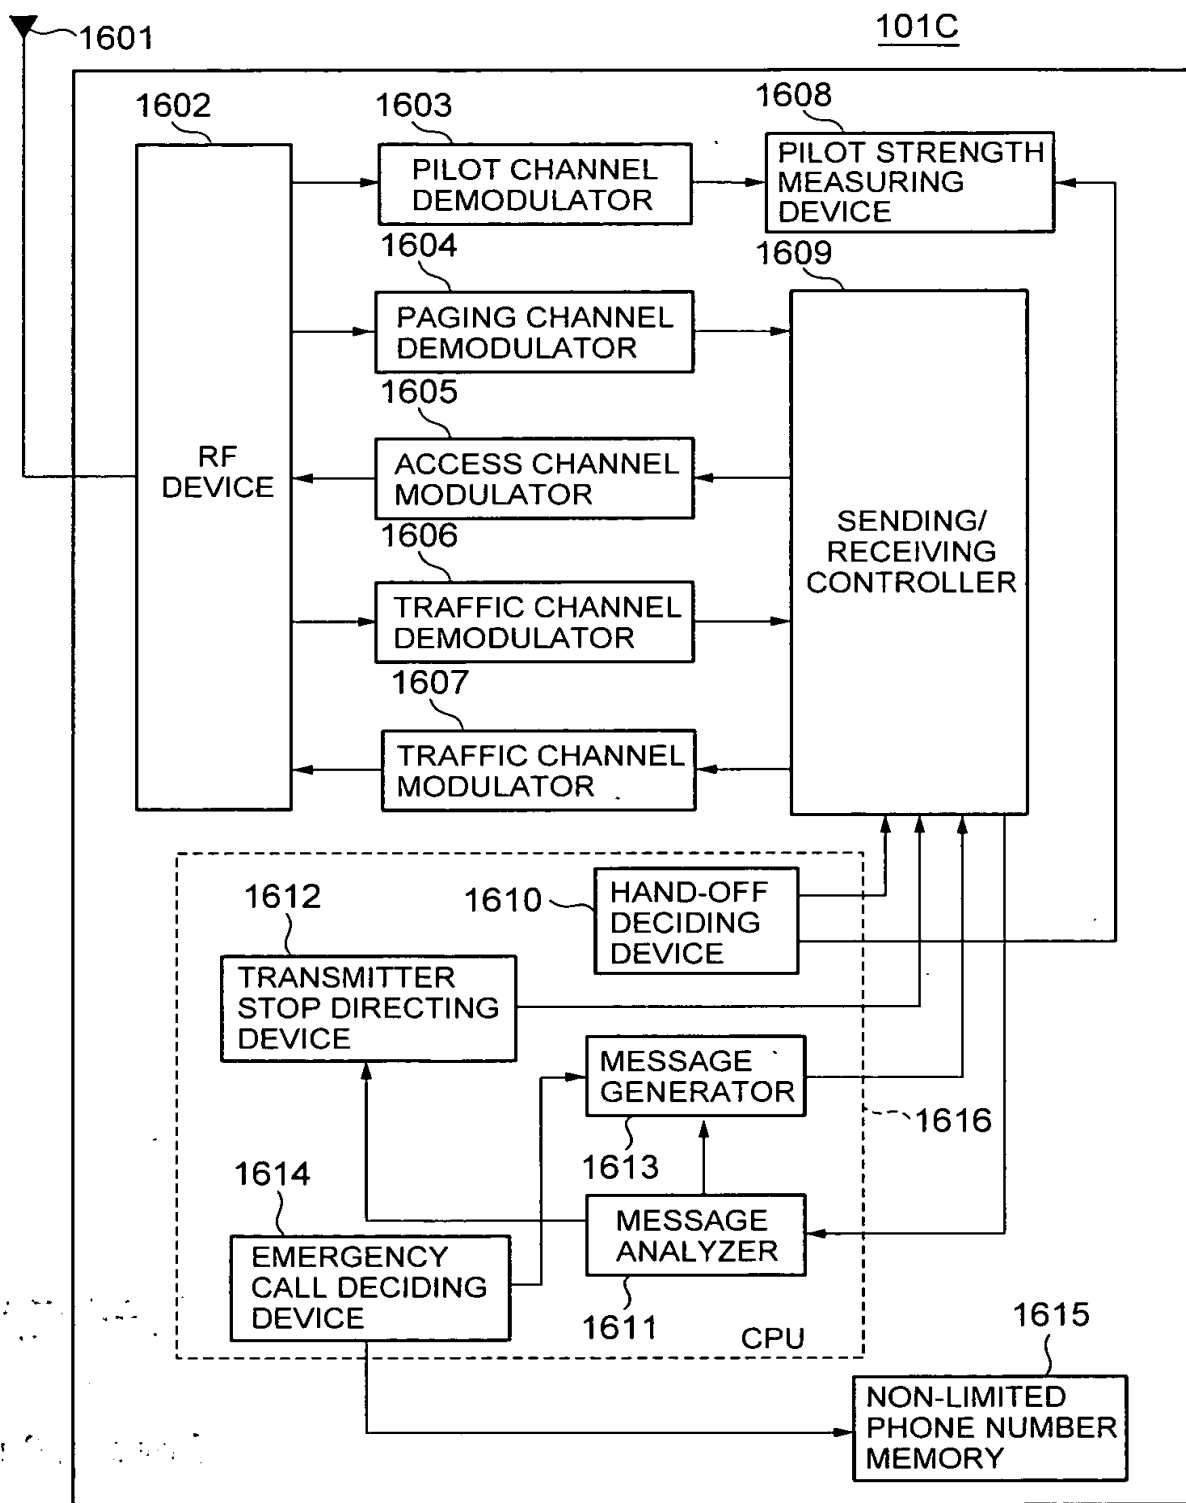 1601
101C
1602
1603
1608
PILOT CHANNEL
DEMODULATOR
PILOT STRENGTH
MEASURING
DEVICE
1604
1609
PAGING CHANNEL
DEMODULATOR
1605
RF
DEVICE
ACCESS CHANNEL
MODULATOR
SENDING/
RECEIVING
CONTROLLER
1606
TRAFFIC CHANNEL
DEMODULATOR
1607
TRAFFIC CHANNEL
MODULATOR
1612
1610
HAND-OFF
DECIDING
DEVICE
TRANSMITTER
STOP DIRECTING
DEVICE
MESSAGE
GENERATOR
1616
1613
1614
MESSAGE
ANALYZER
EMERGENCY
CALL DECIDING
DEVICE
1611
CPU
1615
NON-LIMITED
PHONE NUMBER
MEMORY